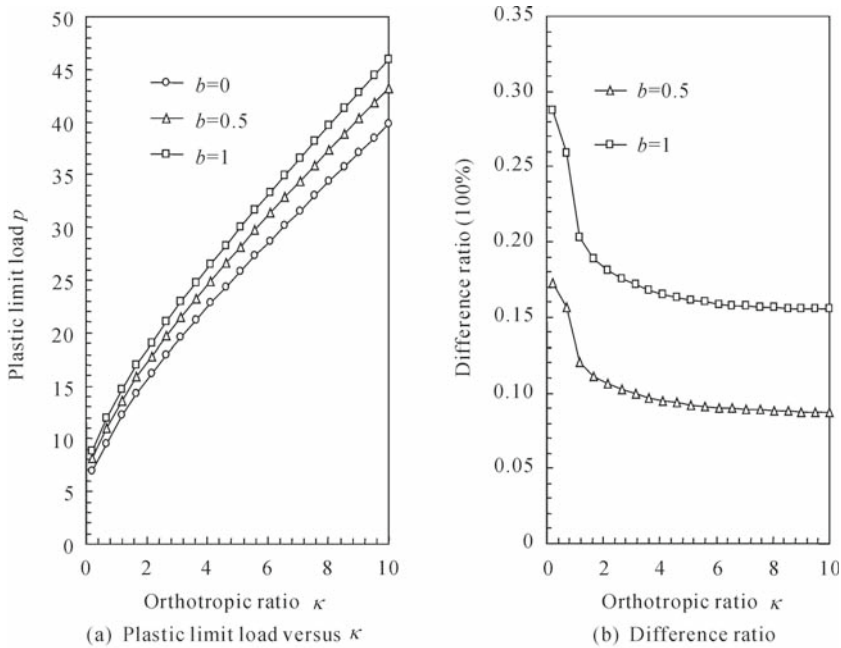 50
45
40
35
30
25
20
15
10
5
0
Plastic limit load p
b=0
b=0.5
b=1
0 2 4 6 8 10
Orthotropic ratio κ
(a) Plastic limit load versus κ
0.35
0.30
0.25
0.20
0.15
0.10
0.05
Difference ratio (100%)
b=0.5
b=1
0 2 4 6 8 10
Orthotropic ratio κ
(b) Difference ratio